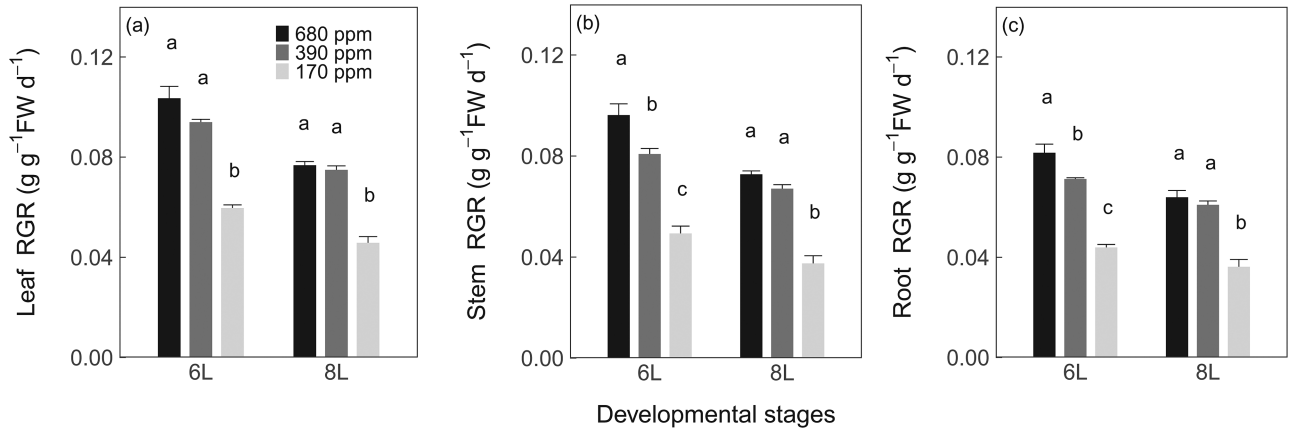 (a)
680 ppm
390 ppm
170 ppm
Leaf RGR (g g⁻¹FW d⁻¹)
0.12
0.08
0.04
0.00
a
a
b
a
a
b
6L
8L
(b)
Stem RGR (g g⁻¹FW d⁻¹)
0.12
0.08
0.04
0.00
a
b
c
a
a
b
6L
8L
(c)
Root RGR (g g⁻¹FW d⁻¹)
0.12
0.08
0.04
0.00
a
b
c
a
a
b
6L
8L
Developmental stages